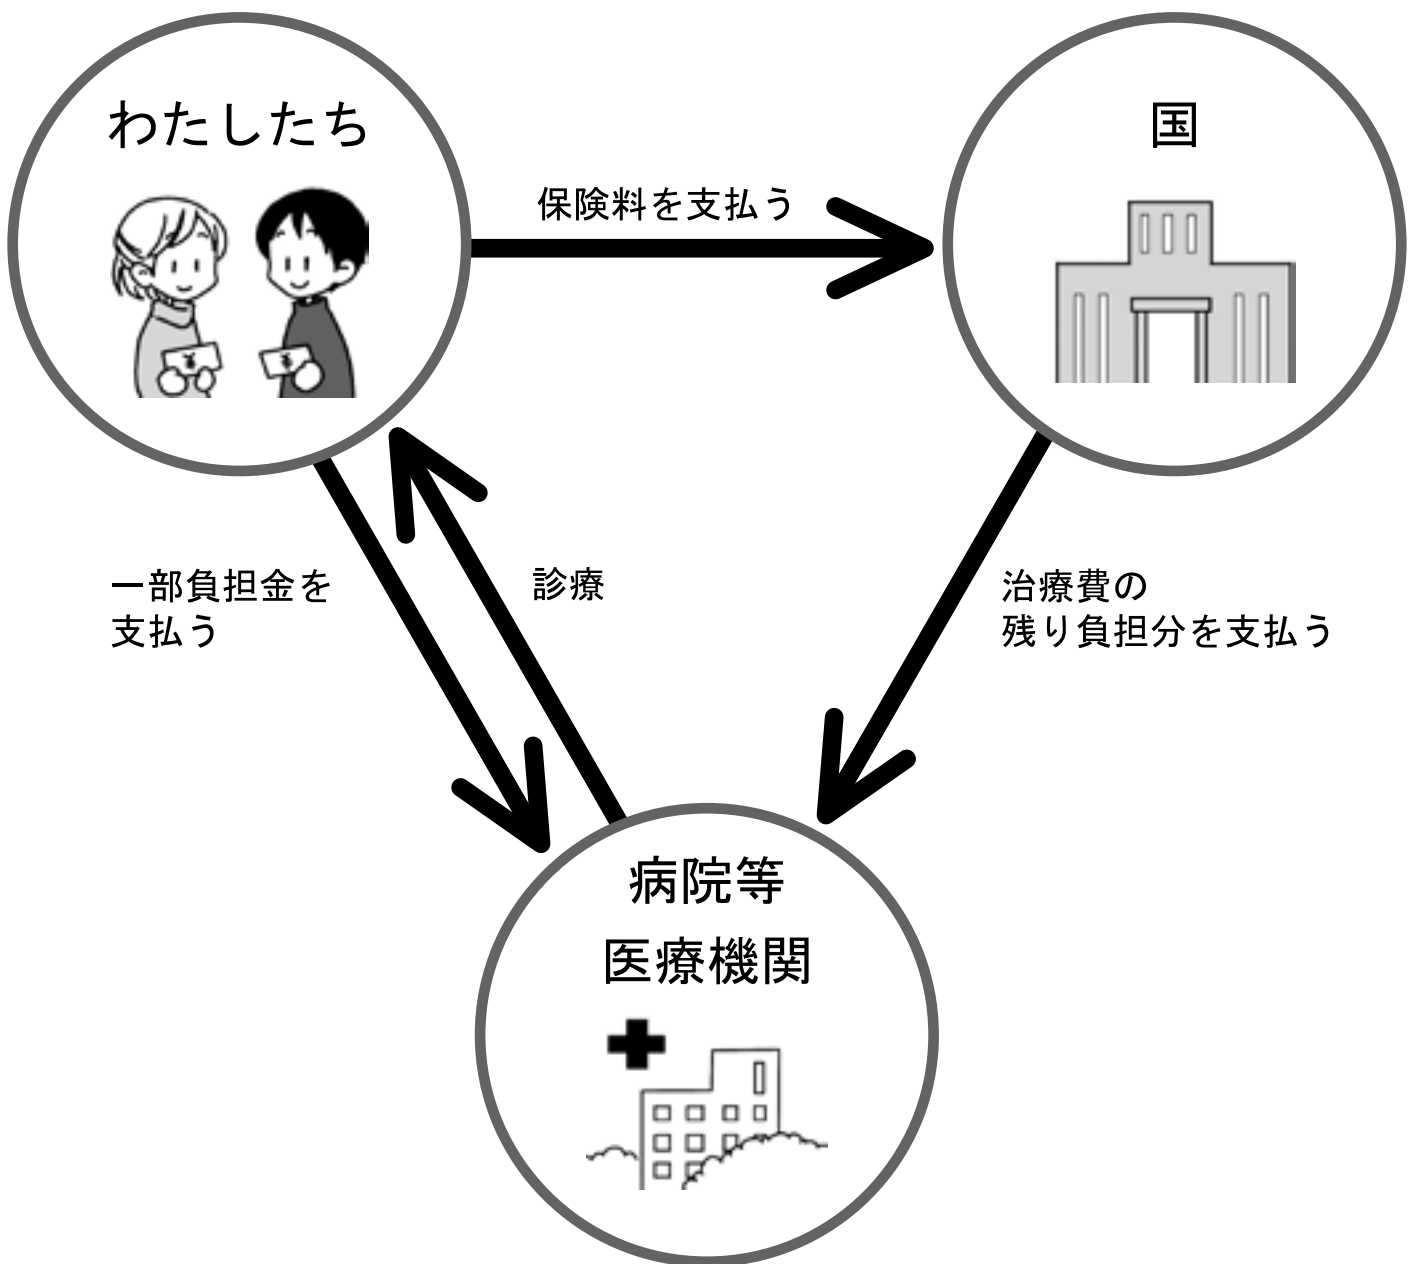 わたしたち
国
保険料を支払う
一部負担金を
支払う
診療
治療費の
残り負担分を支払う
病院等
医療機関